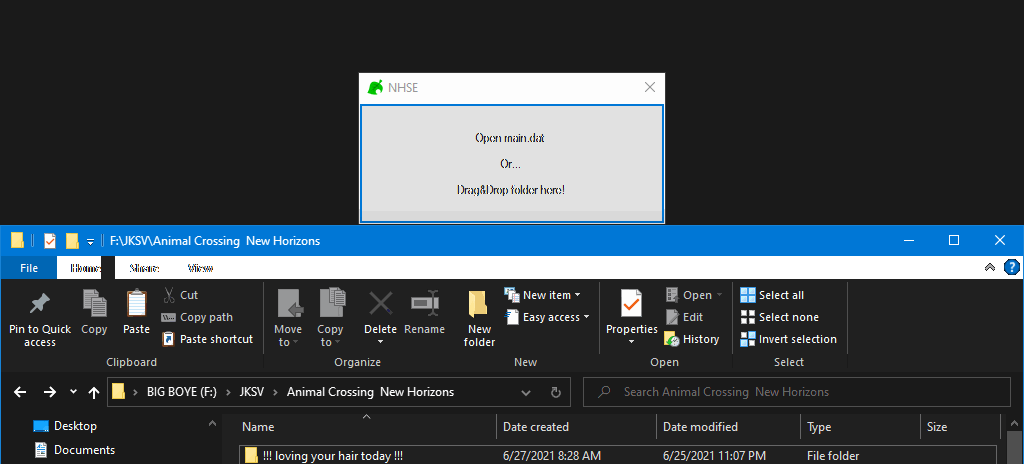 NHSE
Open main.dat
Or...
Drag&Drop folder here!
F:\JKSV\Animal Crossing  New Horizons
File Home Share View
Pin to Quick access
Copy
Paste
Cut
Copy path
Paste shortcut
Clipboard
Move to
Copy to
Delete
Rename
Organize
New folder
New item
Easy access
New
Properties
Open
Edit
History
Open
Select all
Select none
Invert selection
Select
BIG BOYE (F:) › JKSV › Animal Crossing  New Horizons
Search Animal Crossing  New Horizons
Desktop
Documents
Name Date created Date modified Type Size
!!! loving your hair today !!! 6/27/2021 8:28 AM 6/25/2021 11:07 PM File folder